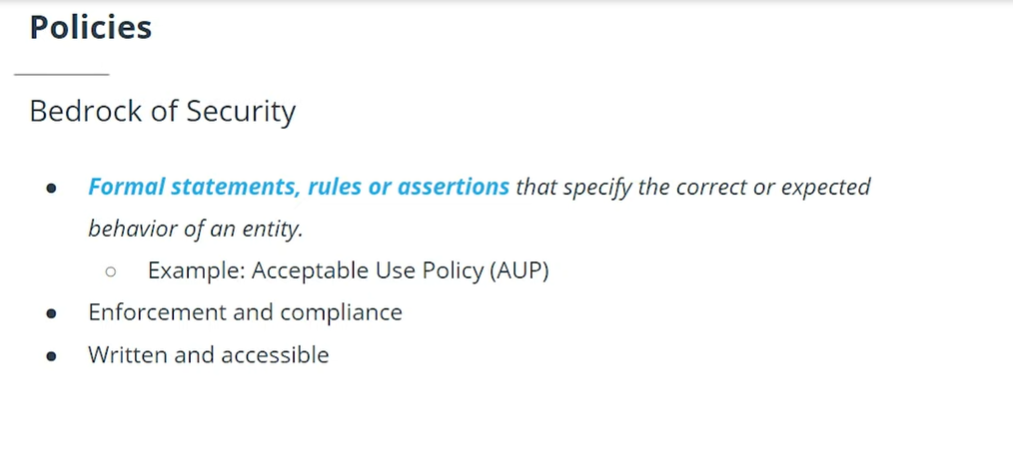 Policies
Bedrock of Security
● Formal statements, rules or assertions that specify the correct or expected
behavior of an entity.
○ Example: Acceptable Use Policy (AUP)
● Enforcement and compliance
● Written and accessible